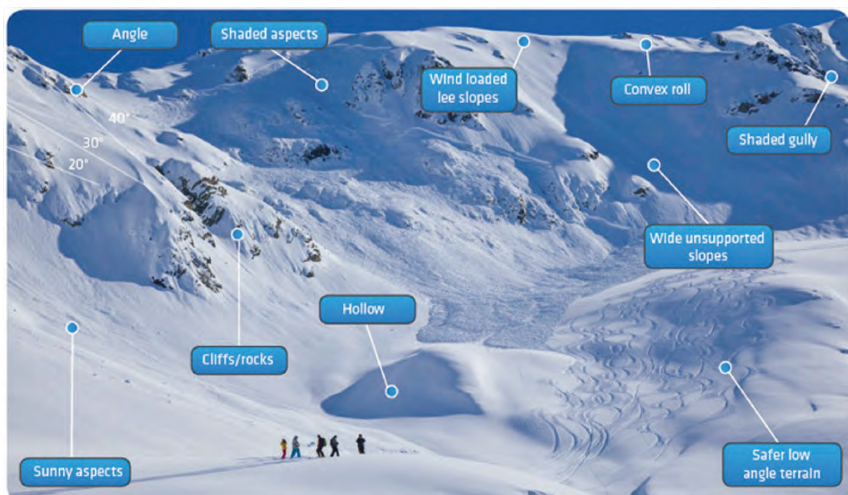 Angle
Shaded aspects
Wind loaded
lee slopes
Convex roll
Shaded gully
40°
30°
20°
Wide unsupported
slopes
Hollow
Cliffs/rocks
Sunny aspects
Safer low
angle terrain